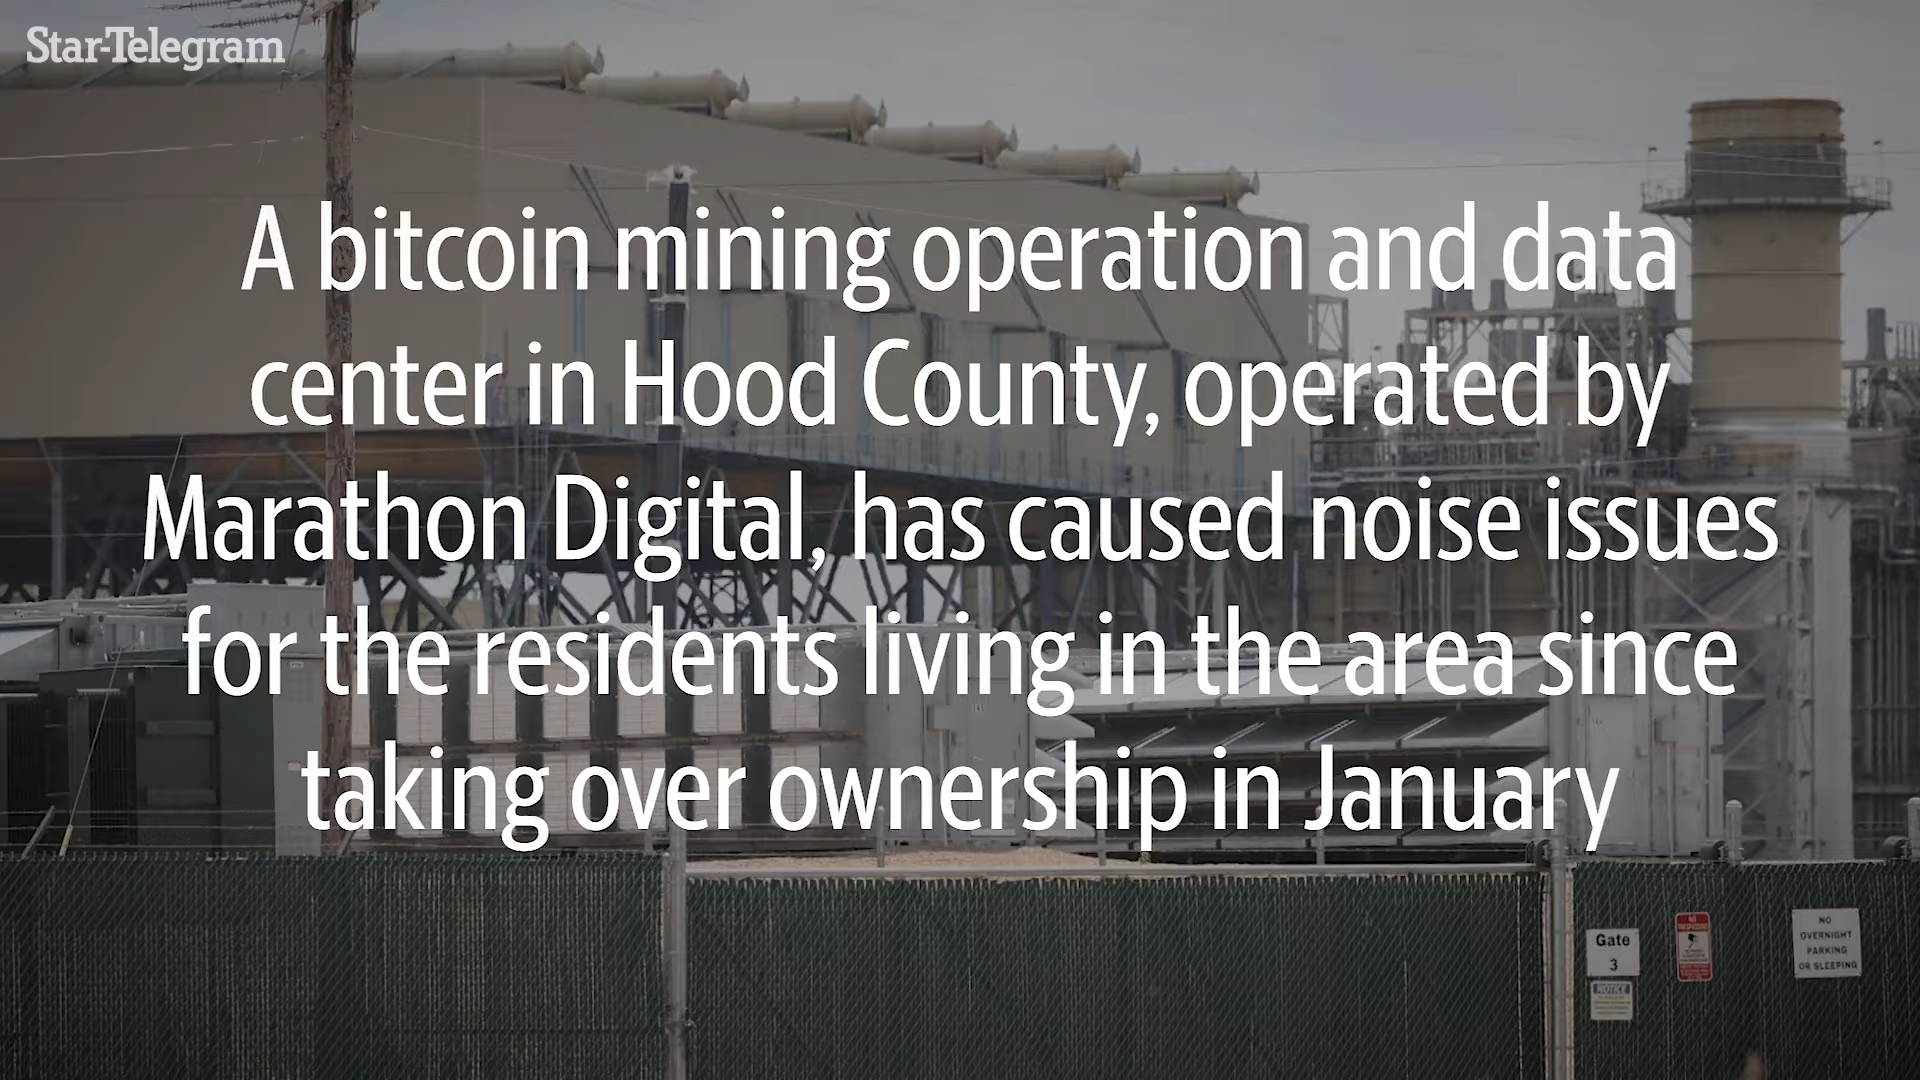 Star-Telegram
A bitcoin mining operation and data
center in Hood County, operated by
Marathon Digital, has caused noise issues
for the residents living in the area since
taking over ownership in January
Gate
3
NOTICE
NO
OVERNIGHT
PARKING
OR SLEEPING